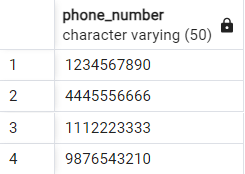 phone_number
character varying (50)
1 1234567890
2 4445556666
3 1112223333
4 9876543210